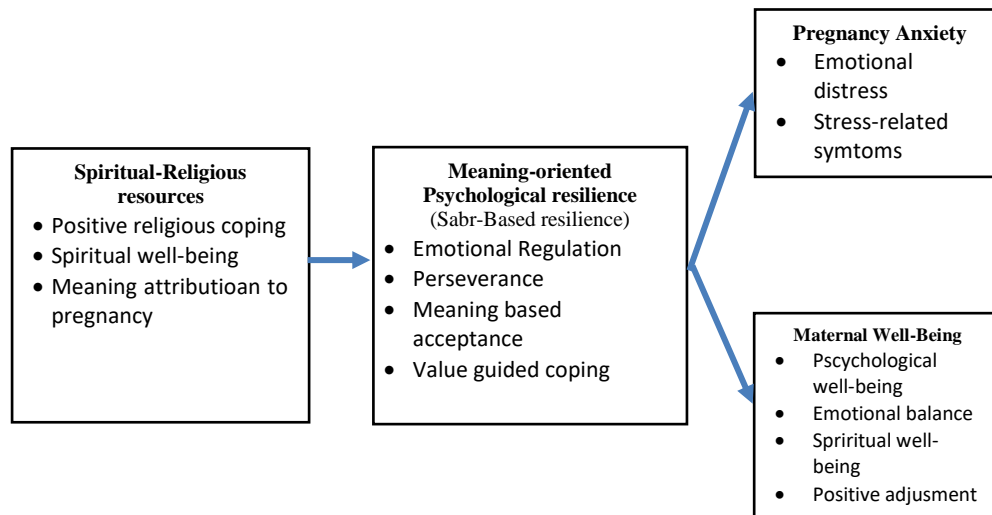 Spiritual-Religious
resources
• Positive religious coping
• Spiritual well-being
• Meaning attributioan to
pregnancy
Meaning-oriented
Psychological resilience
(Sabr-Based resilience)
• Emotional Regulation
• Perseverance
• Meaning based
acceptance
• Value guided coping
Pregnancy Anxiety
• Emotional
distress
• Stress-related
symtoms
Maternal Well-Being
• Pscychological
well-being
• Emotional balance
• Spriritual well-
being
• Positive adjusment